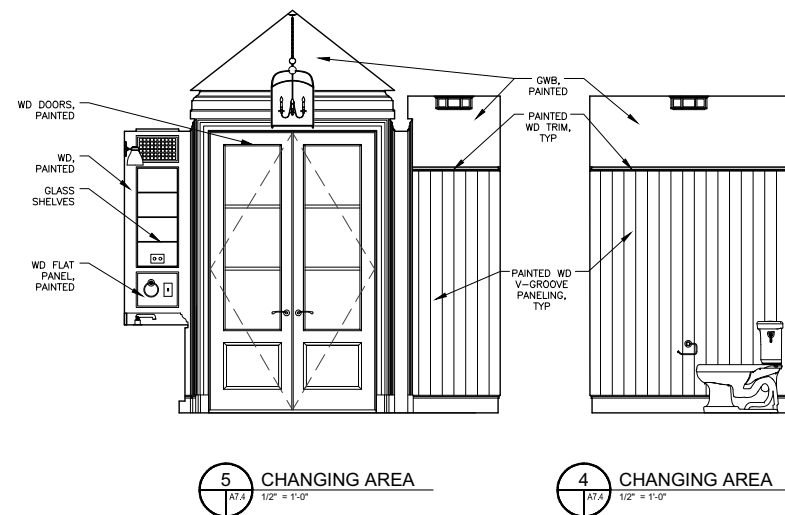 WD DOORS,
PAINTED
WD,
PAINTED
GLASS
SHELVES
WD FLAT
PANEL,
PAINTED
GWB,
PAINTED
PAINTED
WD TRIM,
TYP
PAINTED WD
V-GROOVE
PANELING,
TYP
5
A7.4
CHANGING AREA
1/2" = 1'-0"
4
A7.4
CHANGING AREA
1/2" = 1'-0"